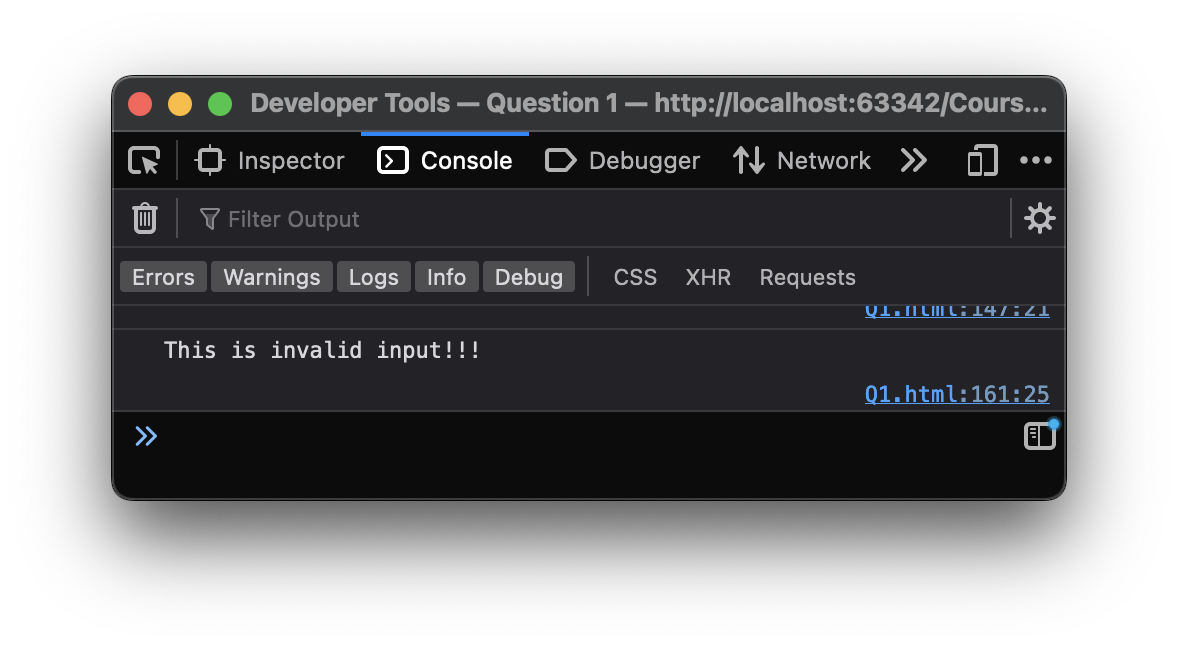 Developer Tools — Question 1 — http://localhost:63342/Cours...
Inspector Console Debugger Network
Filter Output
Errors Warnings Logs Info Debug CSS XHR Requests
Q1.html:147:21
This is invalid input!!!
Q1.html:161:25